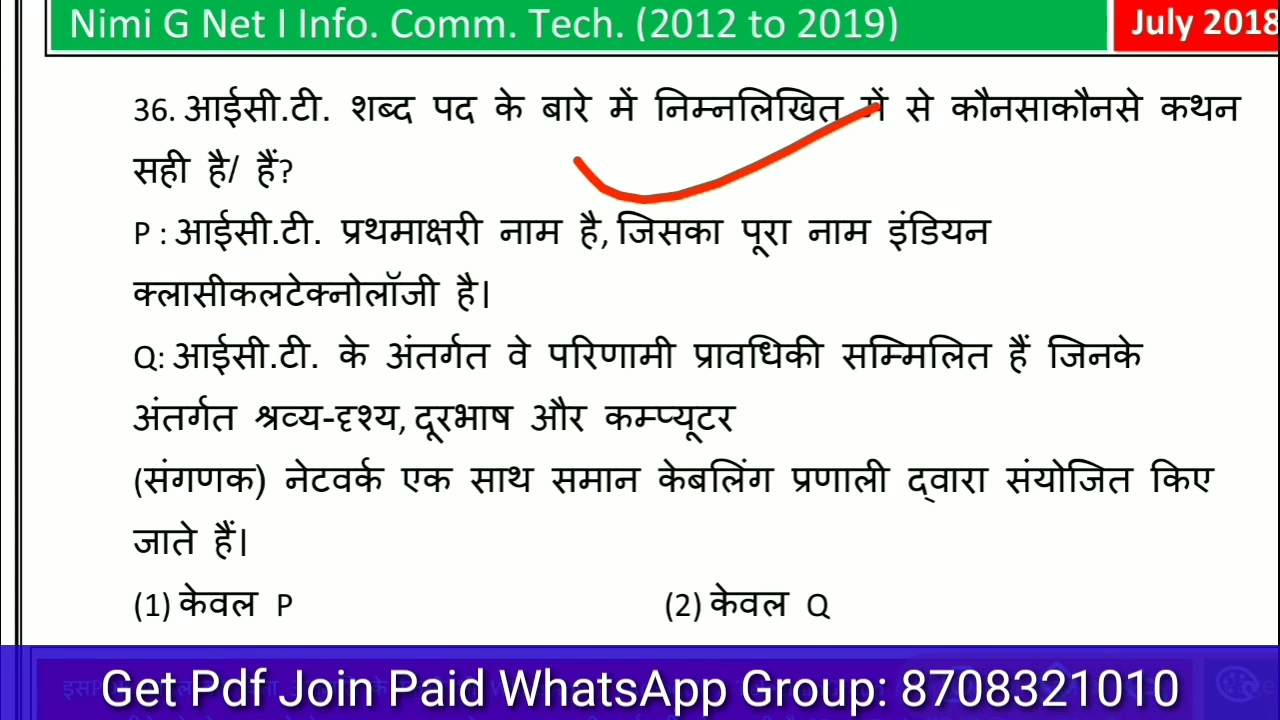 Nimi G Net I Info. Comm. Tech. (2012 to 2019)
July 2018
36. आईसी.टी. शब्द पद के बारे में निम्नलिखित में से कौनसाकौनसे कथन
सही है/ हैं?
P : आईसी.टी. प्रथमाक्षरी नाम है, जिसका पूरा नाम इंडियन
क्लासीकलटेक्नोलॉजी है।
Q: आईसी.टी. के अंतर्गत वे परिणामी प्रावधिकी सम्मिलित हैं जिनके
अंतर्गत श्रव्य-दृश्य, दूरभाष और कम्प्यूटर
(संगणक) नेटवर्क एक साथ समान केबलिंग प्रणाली द्वारा संयोजित किए
जाते हैं।
(1) केवल P (2) केवल Q
Get Pdf Join Paid WhatsApp Group: 8708321010